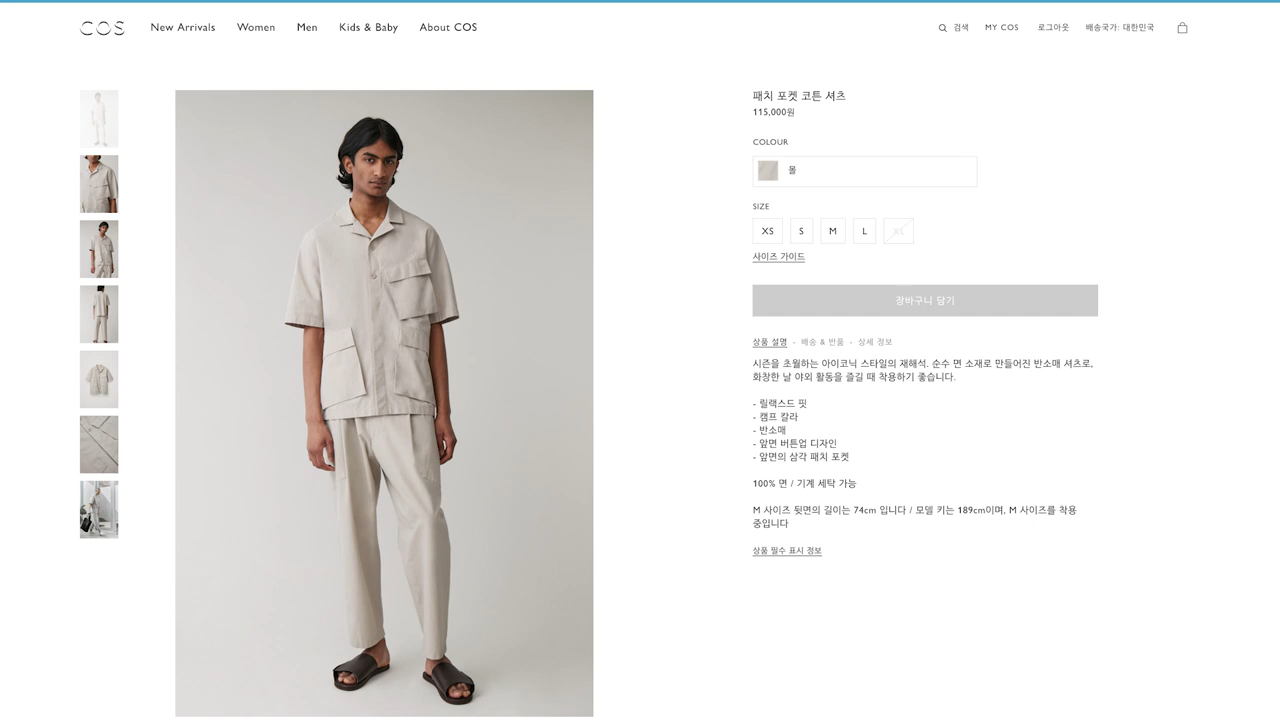 COS
New Arrivals
Women
Men
Kids & Baby
About COS
검색
MY COS
로그아웃
배송국가: 대한민국
패치 포켓 코튼 셔츠
115,000원
COLOUR
몰
SIZE
XS
S
M
L
XL
사이즈 가이드
장바구니 담기
상품 설명 - 배송 & 반품 - 상세 정보
시즌을 초월하는 아이코닉 스타일의 재해석. 순수 면 소재로 만들어진 반소매 셔츠로,
화창한 날 야외 활동을 즐길 때 착용하기 좋습니다.
- 릴랙스드 핏
- 캠프 칼라
- 반소매
- 앞면 버튼업 디자인
- 앞면의 삼각 패치 포켓
100% 면 / 기계 세탁 가능
M 사이즈 뒷면의 길이는 74cm 입니다 / 모델 키는 189cm이며, M 사이즈를 착용
중입니다
상품 필수 표시 정보